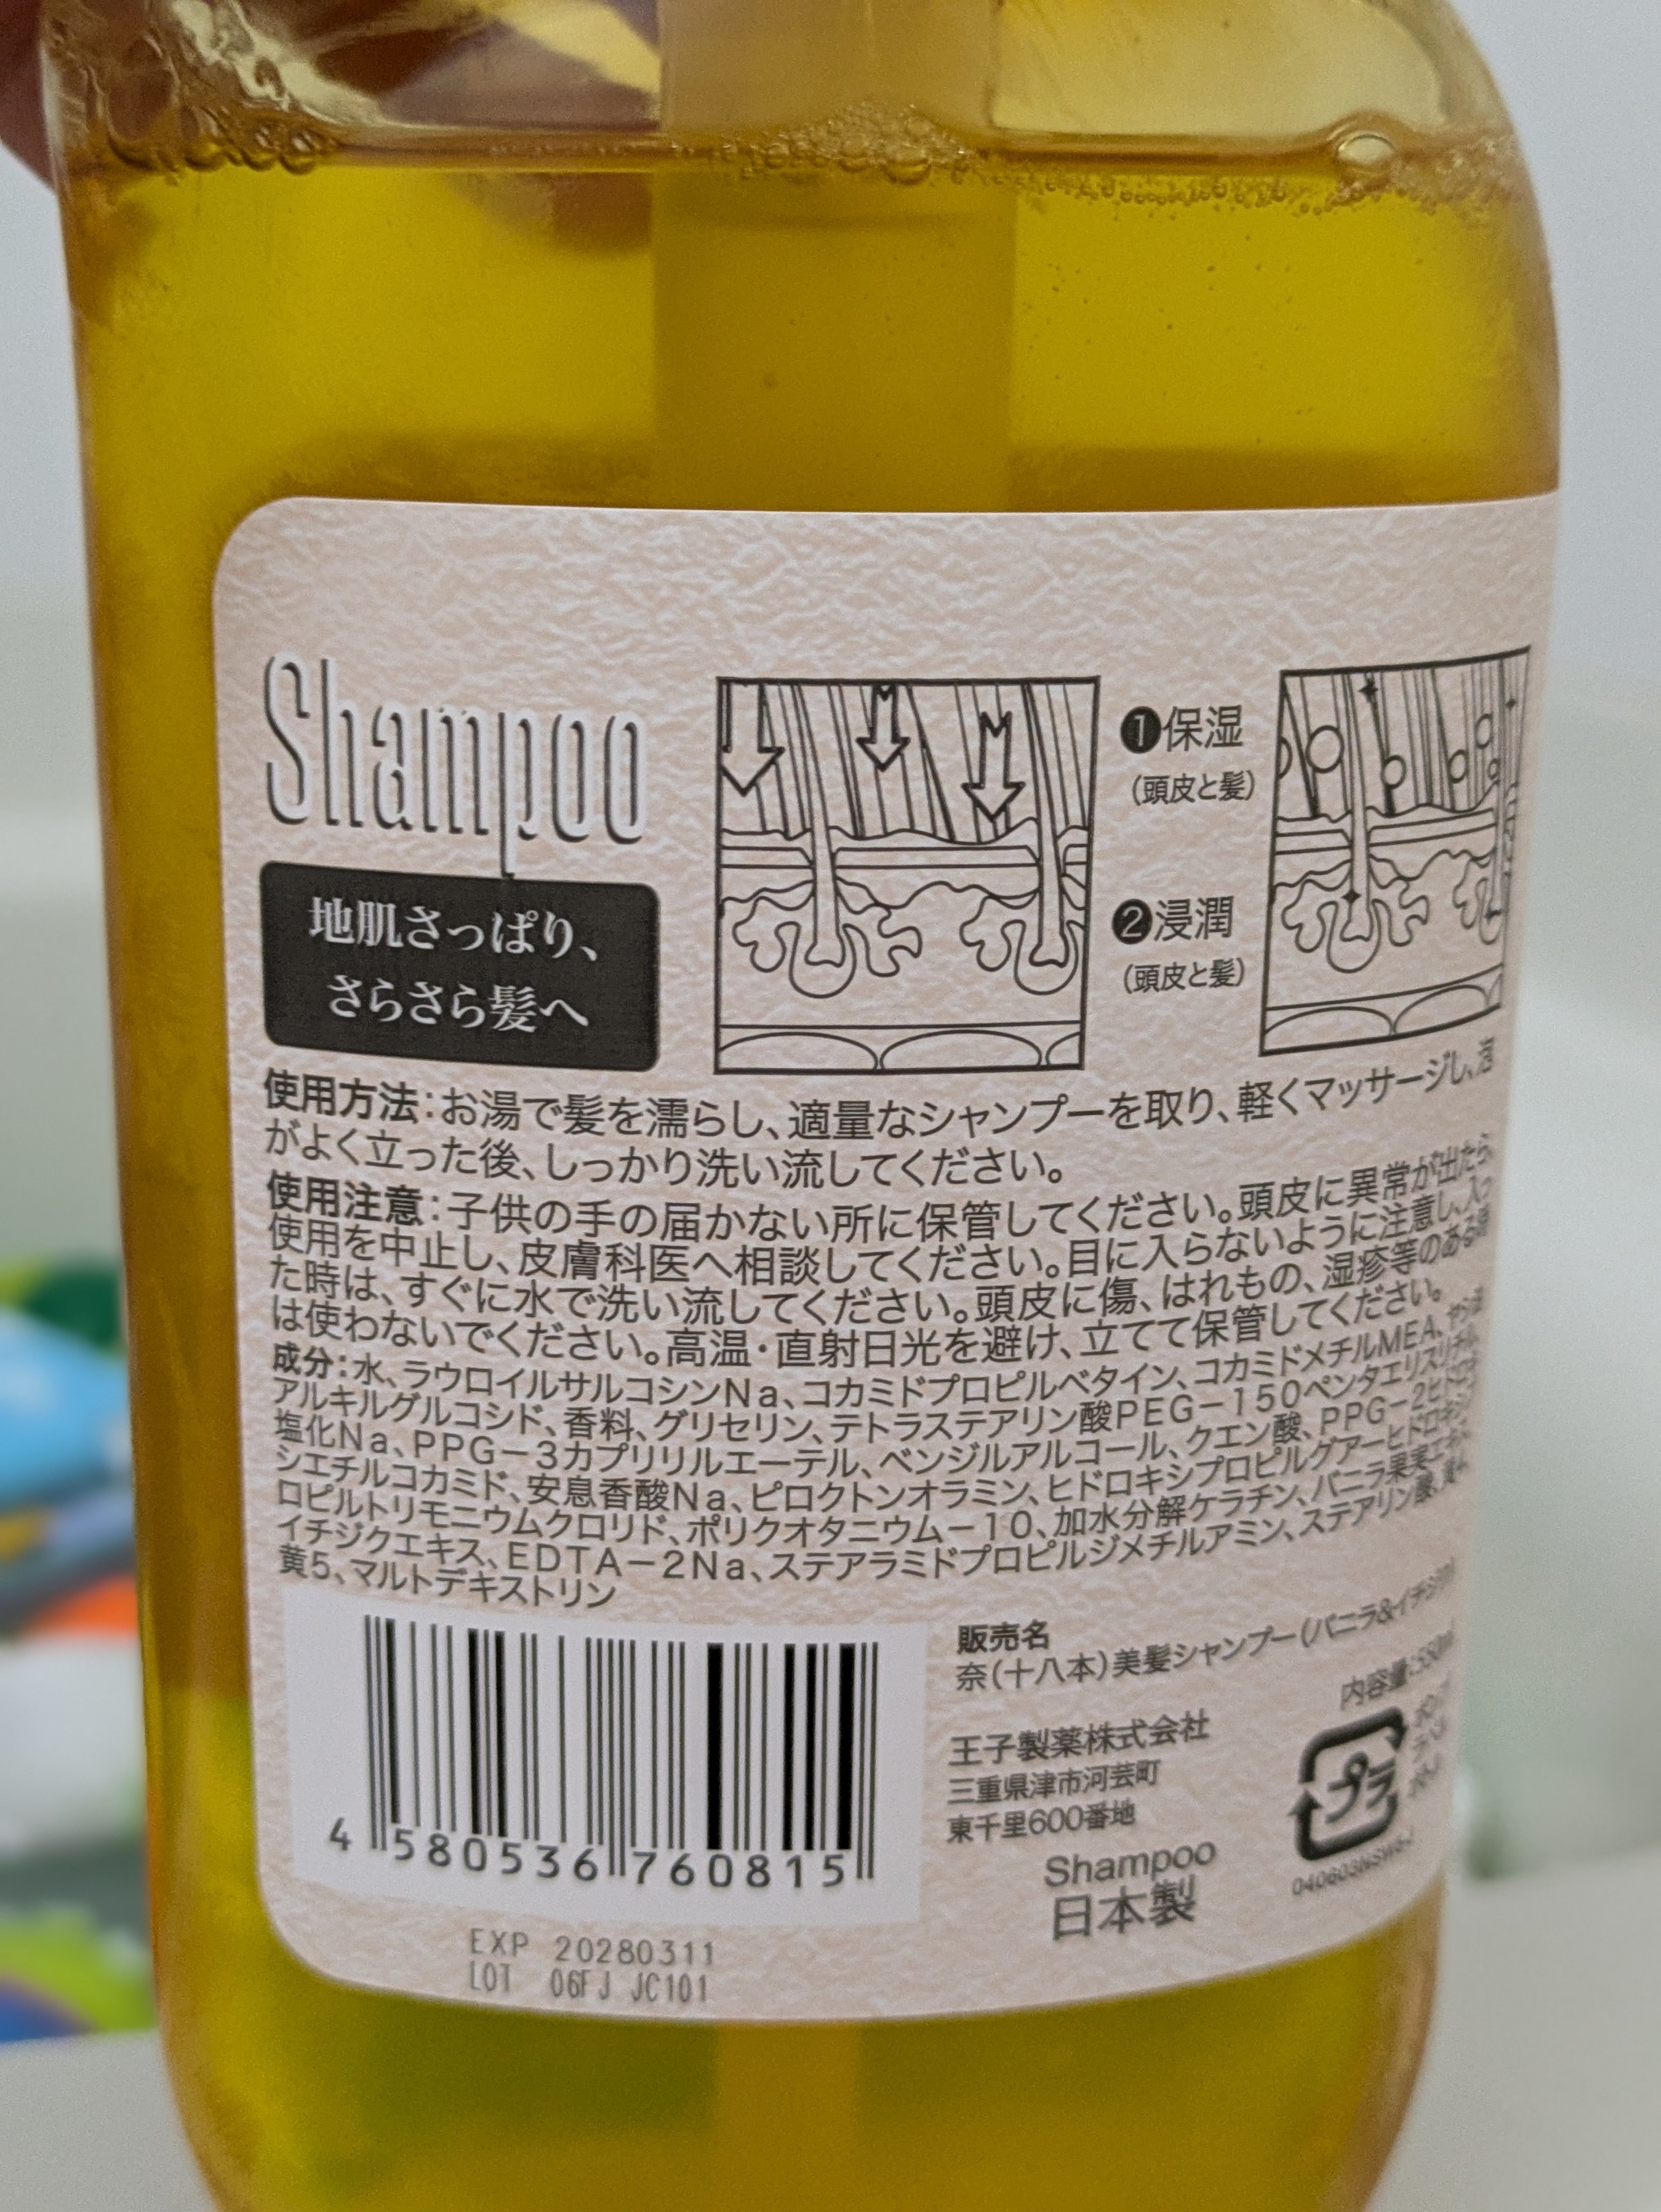 Shampoo
地肌さっぱり、
さらさら髪へ
❶保湿
（頭皮と髪）
❷浸潤
（頭皮と髪）
使用方法：お湯で髪を濡らし、適量なシャンプーを取り、軽くマッサージし、泡
がよく立った後、しっかり洗い流してください。
使用注意：子供の手の届かない所に保管してください。頭皮に異常が出たら
使用を中止し、皮膚科医へ相談してください。目に入らないように注意し、入っ
た時は、すぐに水で洗い流してください。頭皮に傷、はれもの、湿疹等のある時
は使わないでください。高温・直射日光を避け、立てて保管してください。
成分：水、ラウロイルサルコシンNa、コカミドプロピルベタイン、コカミドメチルMEA、
アルキルグルコシド、香料、グリセリン、テトラステアリン酸PEG－150ペンタエリスリチル、
塩化Na、PPG－3カプリリルエーテル、ベンジルアルコール、クエン酸、PPG－2ヒドロキ
シエチルコカミド、安息香酸Na、ピロクトンオラミン、ヒドロキシプロピルグアーヒドロキシプ
ロピルトリモニウムクロリド、ポリクオタニウムー10、加水分解ケラチン、バニラ果実エキス、
イチジクエキス、EDTA－2Na、ステアラミドプロピルジメチルアミン、ステアリン酸、
黄5、マルトデキストリン
4 580536 760815
販売名
奈（十八本）美髪シャンプー（バニラ&イチジク）
内容量：550ml
王子製薬株式会社
三重県津市河芸町
東千里600番地
プラ
Shampoo
日本製
EXP 20280311
LOT 06FJ JC101